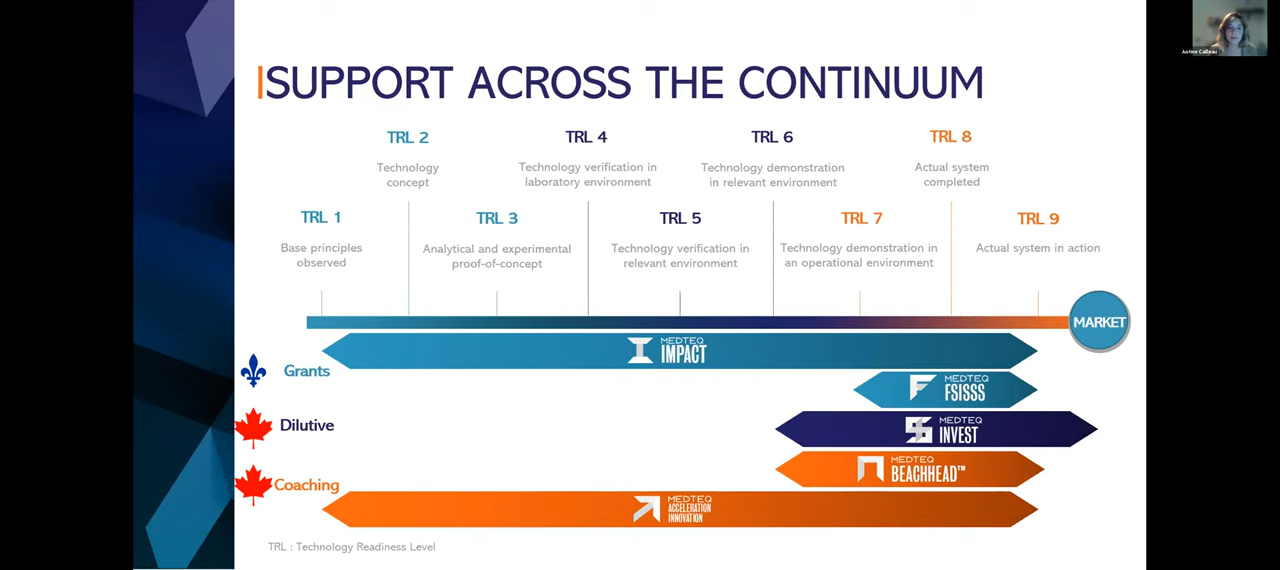 SUPPORT ACROSS THE CONTINUUM
TRL 2
Technology
concept
TRL 4
Technology verification in
laboratory environment
TRL 6
Technology demonstration
in relevant environment
TRL 8
Actual system
completed
TRL 1
Base principles
observed
TRL 3
Analytical and experimental
proof-of-concept
TRL 5
Technology verification in
relevant environment
TRL 7
Technology demonstration in
an operational environment
TRL 9
Actual system in action
MARKET
Grants
MEDTEQ
IMPACT
MEDTEQ
FSISSS
Dilutive
MEDTEQ
INVEST
Coaching
MEDTEQ
BEACHHEAD™
MEDTEQ
ACCELERATION
INNOVATION
TRL : Technology Readiness Level
Justine Cailleau